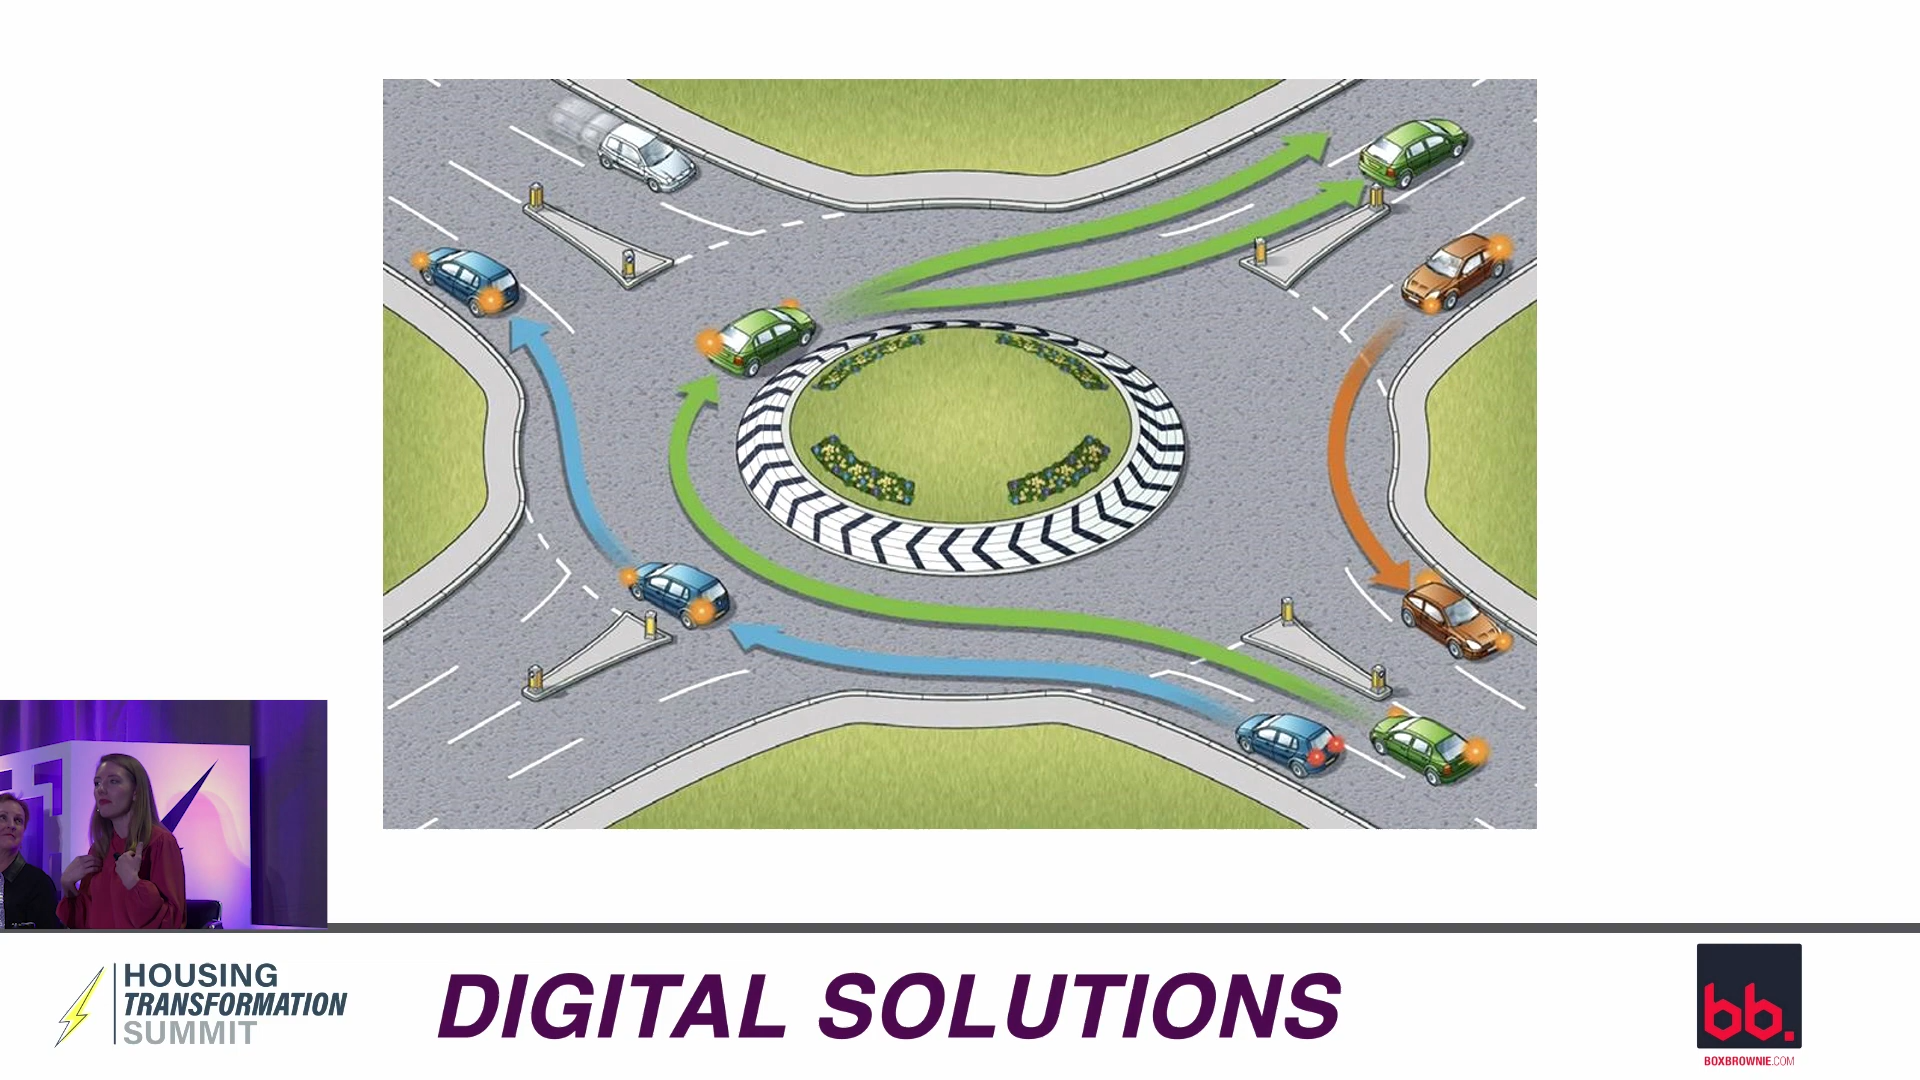 HOUSING
TRANSFORMATION
SUMMIT
DIGITAL SOLUTIONS
bb.
BOXBROWNIE.COM